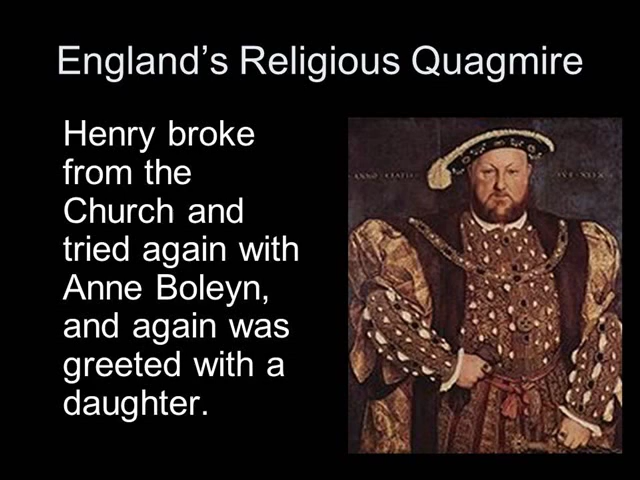 England's Religious Quagmire
Henry broke
from the
Church and
tried again with
Anne Boleyn,
and again was
greeted with a
daughter.